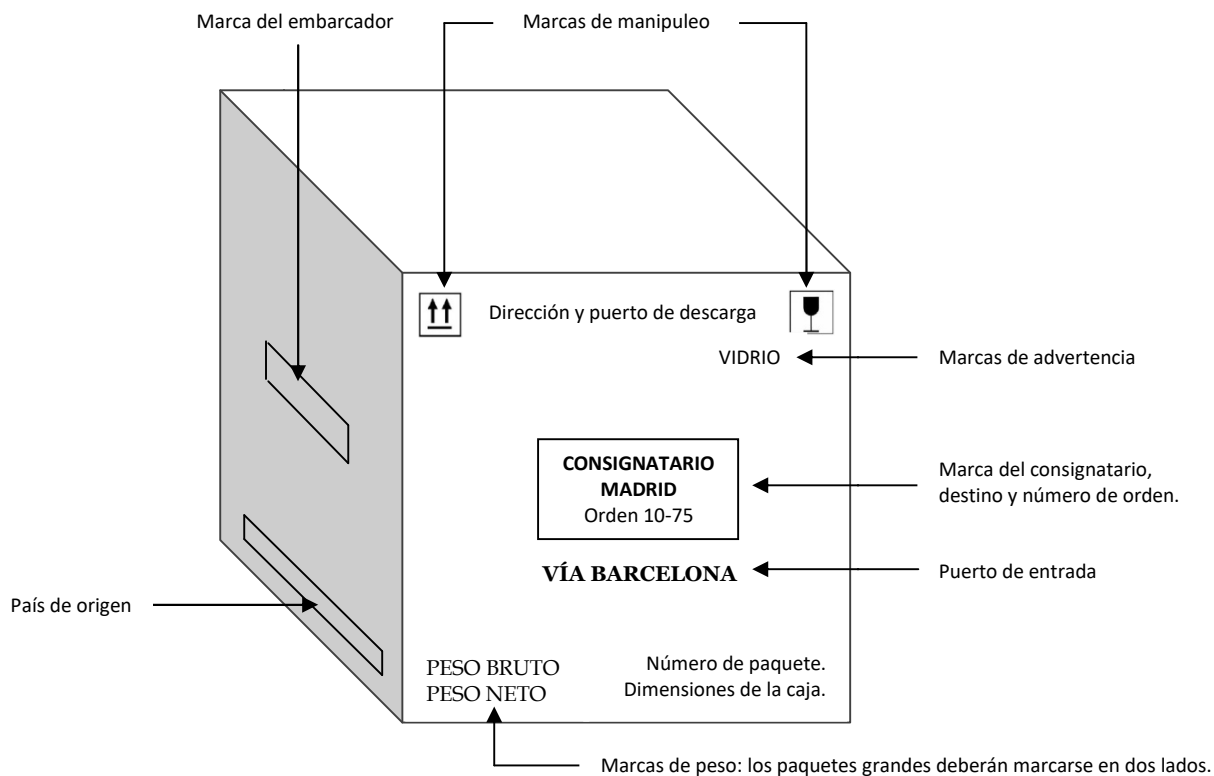 Marca del embarcador
Marcas de manipuleo
Dirección y puerto de descarga
VIDRIO
Marcas de advertencia
CONSIGNATARIO
MADRID
Orden 10-75
Marca del consignatario,
destino y número de orden.
VÍA BARCELONA
Puerto de entrada
País de origen
PESO BRUTO
PESO NETO
Número de paquete.
Dimensiones de la caja.
Marcas de peso: los paquetes grandes deberán marcarse en dos lados.